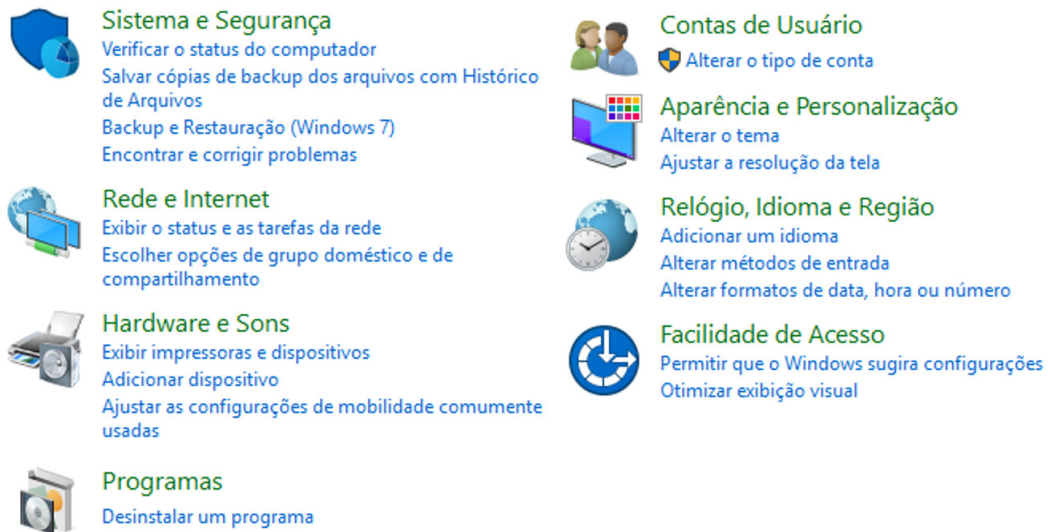 Sistema e Segurança
Verificar o status do computador
Salvar cópias de backup dos arquivos com Histórico
de Arquivos
Backup e Restauração (Windows 7)
Encontrar e corrigir problemas
Rede e Internet
Exibir o status e as tarefas da rede
Escolher opções de grupo doméstico e de
compartilhamento
Hardware e Sons
Exibir impressoras e dispositivos
Adicionar dispositivo
Ajustar as configurações de mobilidade comumente
usadas
Programas
Desinstalar um programa
Contas de Usuário
Alterar o tipo de conta
Aparência e Personalização
Alterar o tema
Ajustar a resolução da tela
Relógio, Idioma e Região
Adicionar um idioma
Alterar métodos de entrada
Alterar formatos de data, hora ou número
Facilidade de Acesso
Permitir que o Windows sugira configurações
Otimizar exibição visual